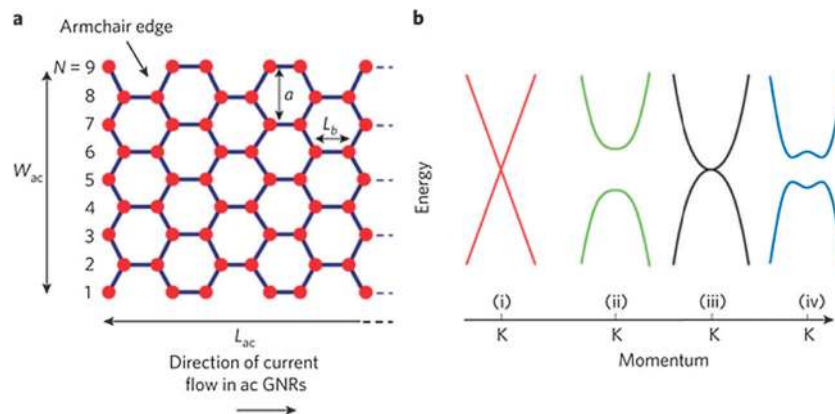 a
Armchair edge
N = 9
8
7
6
5
4
3
2
1
W_ac
a
L_b
L_ac
Direction of current
flow in ac GNRs
b
Energy
(i) (ii) (iii) (iv)
K K K K
Momentum